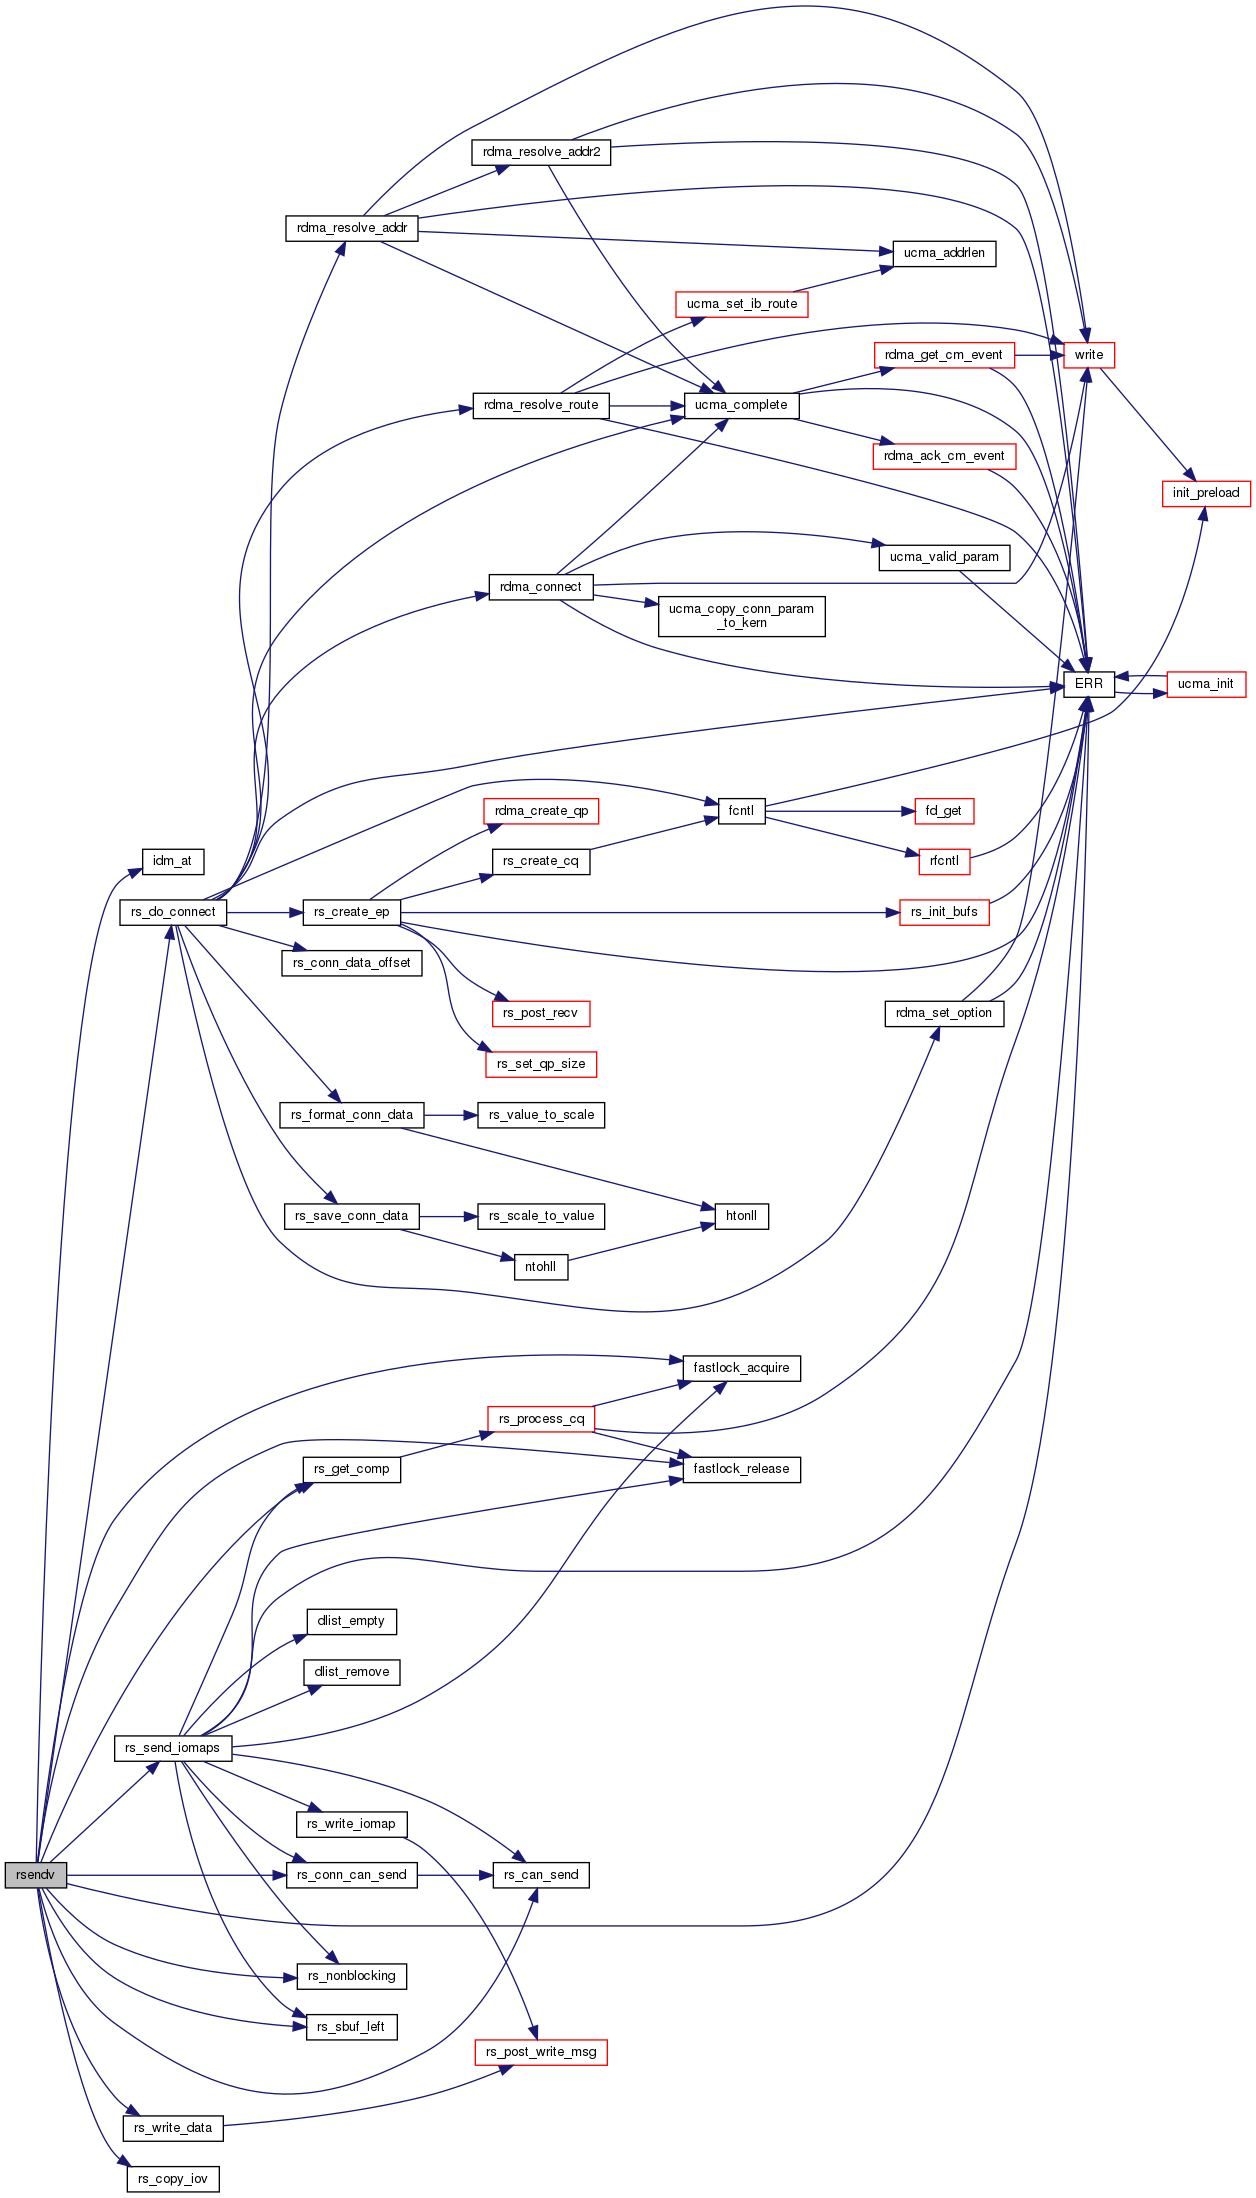 rdma_resolve_addr2
rdma_resolve_addr
ucma_addrlen
ucma_set_ib_route
rdma_get_cm_event
write
rdma_resolve_route
ucma_complete
rdma_ack_cm_event
init_preload
ucma_valid_param
rdma_connect
ucma_copy_conn_param
_to_kern
ERR
ucma_init
rdma_create_qp
fcntl
fd_get
idm_at
rs_create_cq
rfcntl
rs_do_connect
rs_create_ep
rs_init_bufs
rs_conn_data_offset
rs_post_recv
rdma_set_option
rs_set_qp_size
rs_format_conn_data
rs_value_to_scale
rs_save_conn_data
rs_scale_to_value
htonll
ntohll
fastlock_acquire
rs_process_cq
rs_get_comp
fastlock_release
dlist_empty
dlist_remove
rs_send_iomaps
rs_write_iomap
rsendv
rs_conn_can_send
rs_can_send
rs_nonblocking
rs_sbuf_left
rs_post_write_msg
rs_write_data
rs_copy_iov